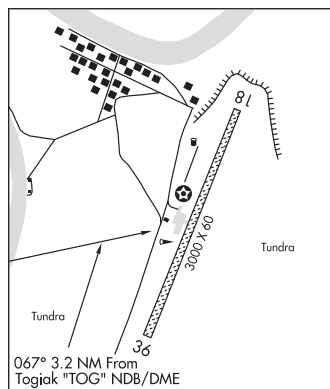 18
3000 X 60
Tundra
Tundra
36
067° 3.2 NM From
Togiak "TOG" NDB/DME